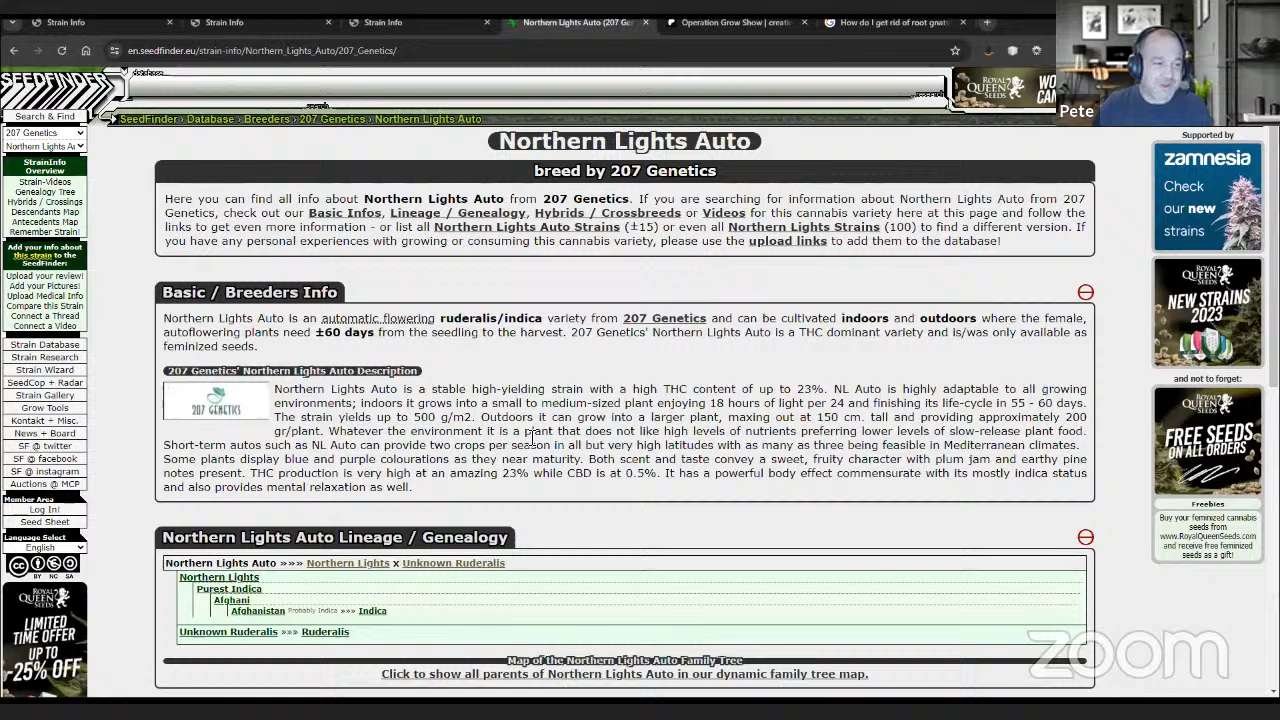 Strain Info
Strain Info
Strain Info
Northern Lights Auto (207 Ge
Operation Grow Show | creati
How do I get rid of root gnats
en.seedfinder.eu/strain-info/Northern_Lights_Auto/207_Genetics/
SEEDFINDER
database
search
research
ROYAL QUEEN SEEDS
Pete
SeedFinder › Database › Breeders › 207 Genetics › Northern Lights Auto
Search & Find
207 Genetics
Northern Lights Au
StrainInfo
Overview
Strain-Videos
Genealogy Tree
Hybrids / Crossings
Descendants Map
Antecedents Map
Remember Strain!
Add your info about
this strain to the
SeedFinder:
Upload your review!
Add your Pictures!
Upload Medical Info
Compare this Strain
Connect a Thread
Connect a Video
Strain Database
Strain Research
Strain Wizard
SeedCop + Radar
Strain Gallery
Grow Tools
Kontakt + Misc.
News + Board
SF @ twitter
SF @ facebook
SF @ instagram
Auctions @ MCP
Member Area
Log In!
Seed Sheet
Language Select
English
CC BY NC SA
ROYAL QUEEN SEEDS
LIMITED
TIME OFFER
UP TO
-25% OFF
Northern Lights Auto
breed by 207 Genetics
Here you can find all info about Northern Lights Auto from 207 Genetics. If you are searching for information about Northern Lights Auto from 207
Genetics, check out our Basic Infos, Lineage / Genealogy, Hybrids / Crossbreeds or Videos for this cannabis variety here at this page and follow the
links to get even more information - or list all Northern Lights Auto Strains (±15) or even all Northern Lights Strains (100) to find a different version. If
you have any personal experiences with growing or consuming this cannabis variety, please use the upload links to add them to the database!
Basic / Breeders Info
Northern Lights Auto is an automatic flowering ruderalis/indica variety from 207 Genetics and can be cultivated indoors and outdoors where the female,
autoflowering plants need ±60 days from the seedling to the harvest. 207 Genetics' Northern Lights Auto is a THC dominant variety and is/was only available as
feminized seeds.
207 Genetics' Northern Lights Auto Description
207 GENETICS
Northern Lights Auto is a stable high-yielding strain with a high THC content of up to 23%. NL Auto is highly adaptable to all growing
environments; indoors it grows into a small to medium-sized plant enjoying 18 hours of light per 24 and finishing its life-cycle in 55 - 60 days.
The strain yields up to 500 g/m2. Outdoors it can grow into a larger plant, maxing out at 150 cm. tall and providing approximately 200
gr/plant. Whatever the environment it is a plant that does not like high levels of nutrients preferring lower levels of slow-release plant food.
Short-term autos such as NL Auto can provide two crops per season in all but very high latitudes with as many as three being feasible in Mediterranean climates.
Some plants display blue and purple colourations as they near maturity. Both scent and taste convey a sweet, fruity character with plum jam and earthy pine
notes present. THC production is very high at an amazing 23% while CBD is at 0.5%. It has a powerful body effect commensurate with its mostly indica status
and also provides mental relaxation as well.
Northern Lights Auto Lineage / Genealogy
Northern Lights Auto »»» Northern Lights x Unknown Ruderalis
Northern Lights
Purest Indica
Afghani
Afghanistan Probably Indica »»» Indica
Unknown Ruderalis »»» Ruderalis
Map of the Northern Lights Auto Family Tree
Click to show all parents of Northern Lights Auto in our dynamic family tree map.
Supported by
zamnesia
Check
our new
strains
ROYAL QUEEN SEEDS
NEW STRAINS
2023
and not to forget:
ROYAL QUEEN SEEDS
FREE SEEDS
ON ALL ORDERS
Freebies
Buy your feminized cannabis
seeds from
www.RoyalQueenSeeds.com
and receive free feminized
seeds as a gift!
zoom